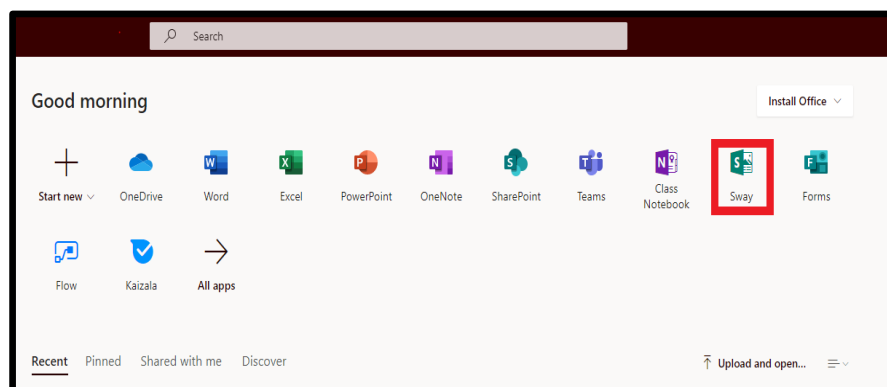 Search
Good morning
Install Office
Start new
OneDrive
Word
Excel
PowerPoint
OneNote
SharePoint
Teams
Class
Notebook
Sway
Forms
Flow
Kaizala
All apps
Recent Pinned Shared with me Discover
Upload and open...